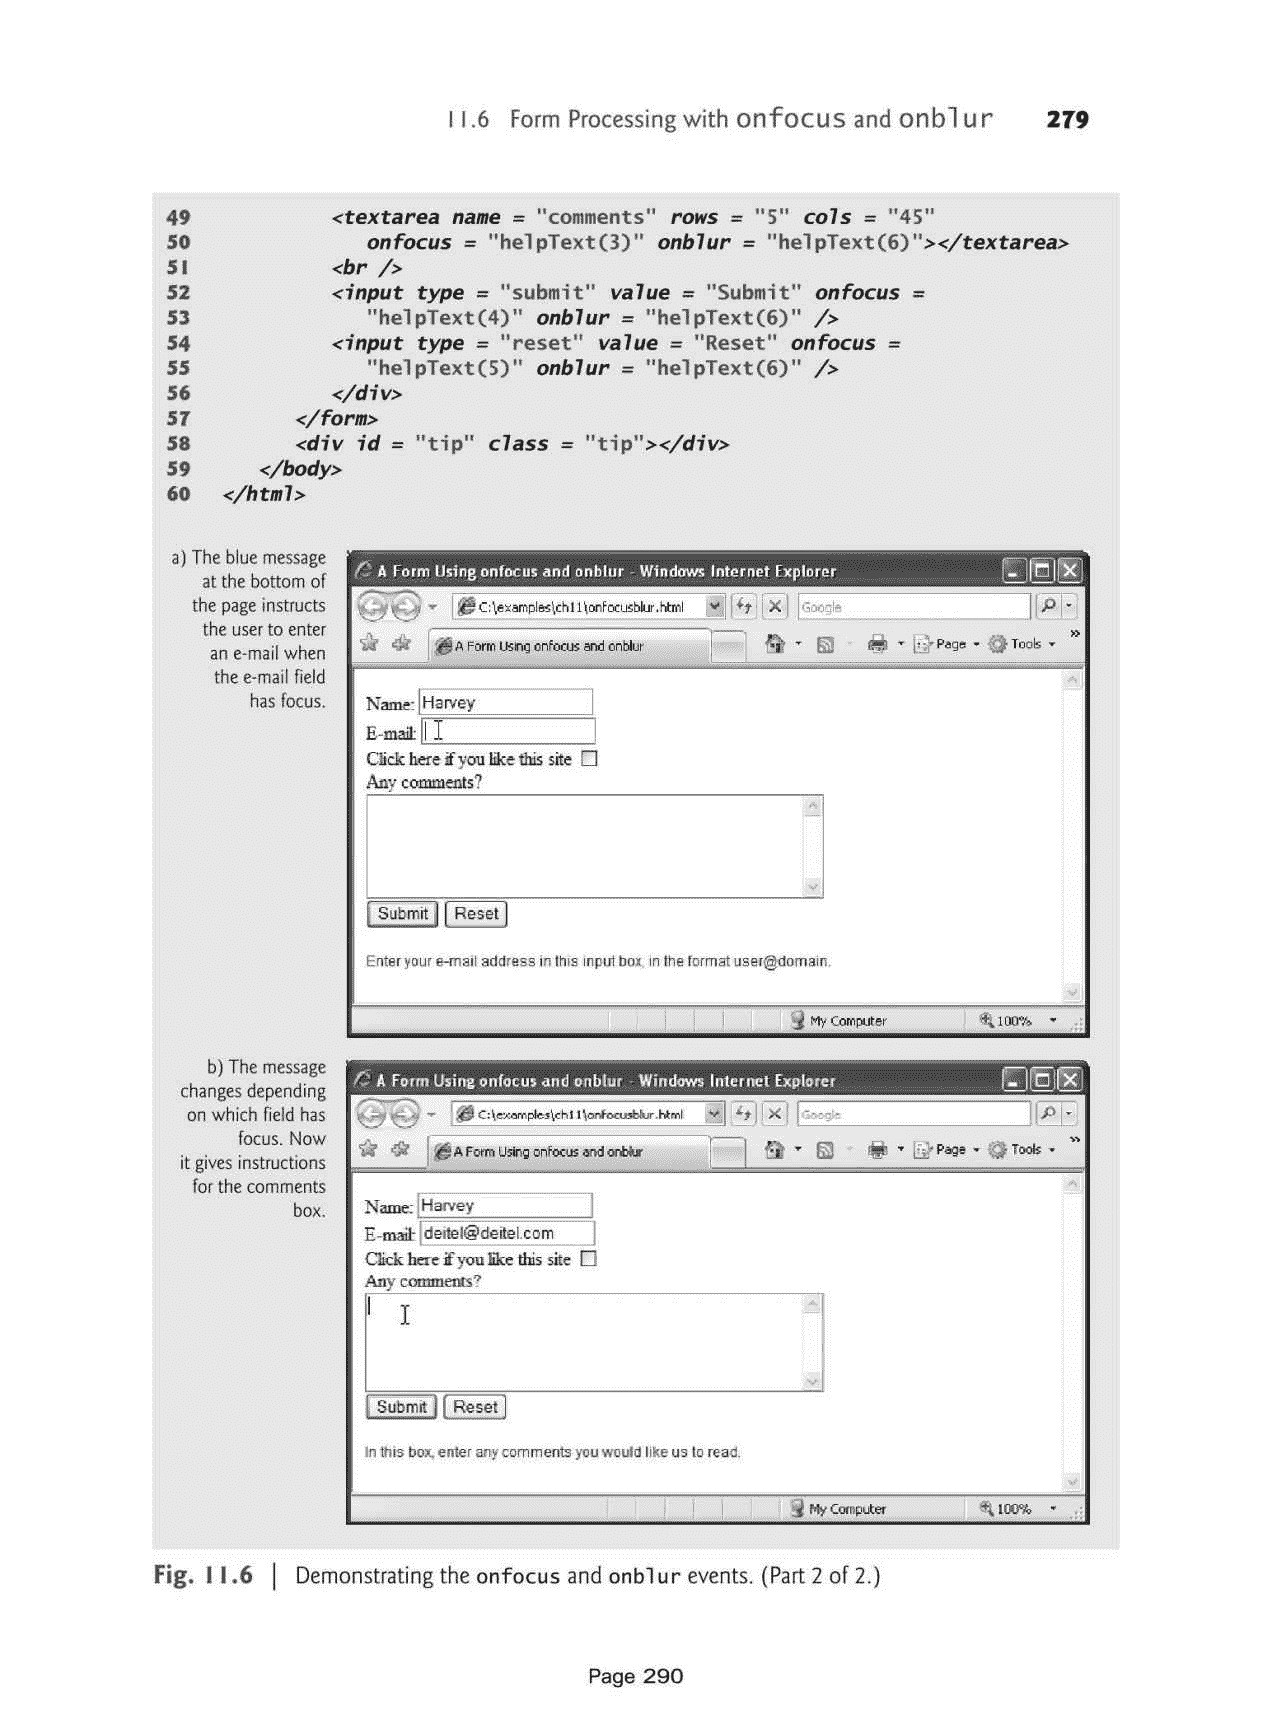 11.6 Form Processing with onfocus and onblur 279
49 <textarea name = "comments" rows = "5" cols = "45"
50 onfocus = "helpText(3)" onblur = "helpText(6)"></textarea>
51 <br />
52 <input type = "submit" value = "Submit" onfocus =
53 "helpText(4)" onblur = "helpText(6)" />
54 <input type = "reset" value = "Reset" onfocus =
55 "helpText(5)" onblur = "helpText(6)" />
56 </div>
57 </form>
58 <div id = "tip" class = "tip"></div>
59 </body>
60 </html>
a) The blue message
at the bottom of
the page instructs
the user to enter
an e-mail when
the e-mail field
has focus.
A Form Using onfocus and onblur - Windows Internet Explorer
C:\examples\ch11\onfocusblur.html Google
A Form Using onfocus and onblur Page Tools »
Name: Harvey
E-mail:
Click here if you like this site
Any comments?
Submit Reset
Enter your e-mail address in this input box, in the format user@domain.
My Computer 100%
b) The message
changes depending
on which field has
focus. Now
it gives instructions
for the comments
box.
A Form Using onfocus and onblur - Windows Internet Explorer
C:\examples\ch11\onfocusblur.html Google
A Form Using onfocus and onblur Page Tools »
Name: Harvey
E-mail: deitel@deitel.com
Click here if you like this site
Any comments?
Submit Reset
In this box, enter any comments you would like us to read.
My Computer 100%
Fig. 11.6 | Demonstrating the onfocus and onblur events. (Part 2 of 2.)
Page 290